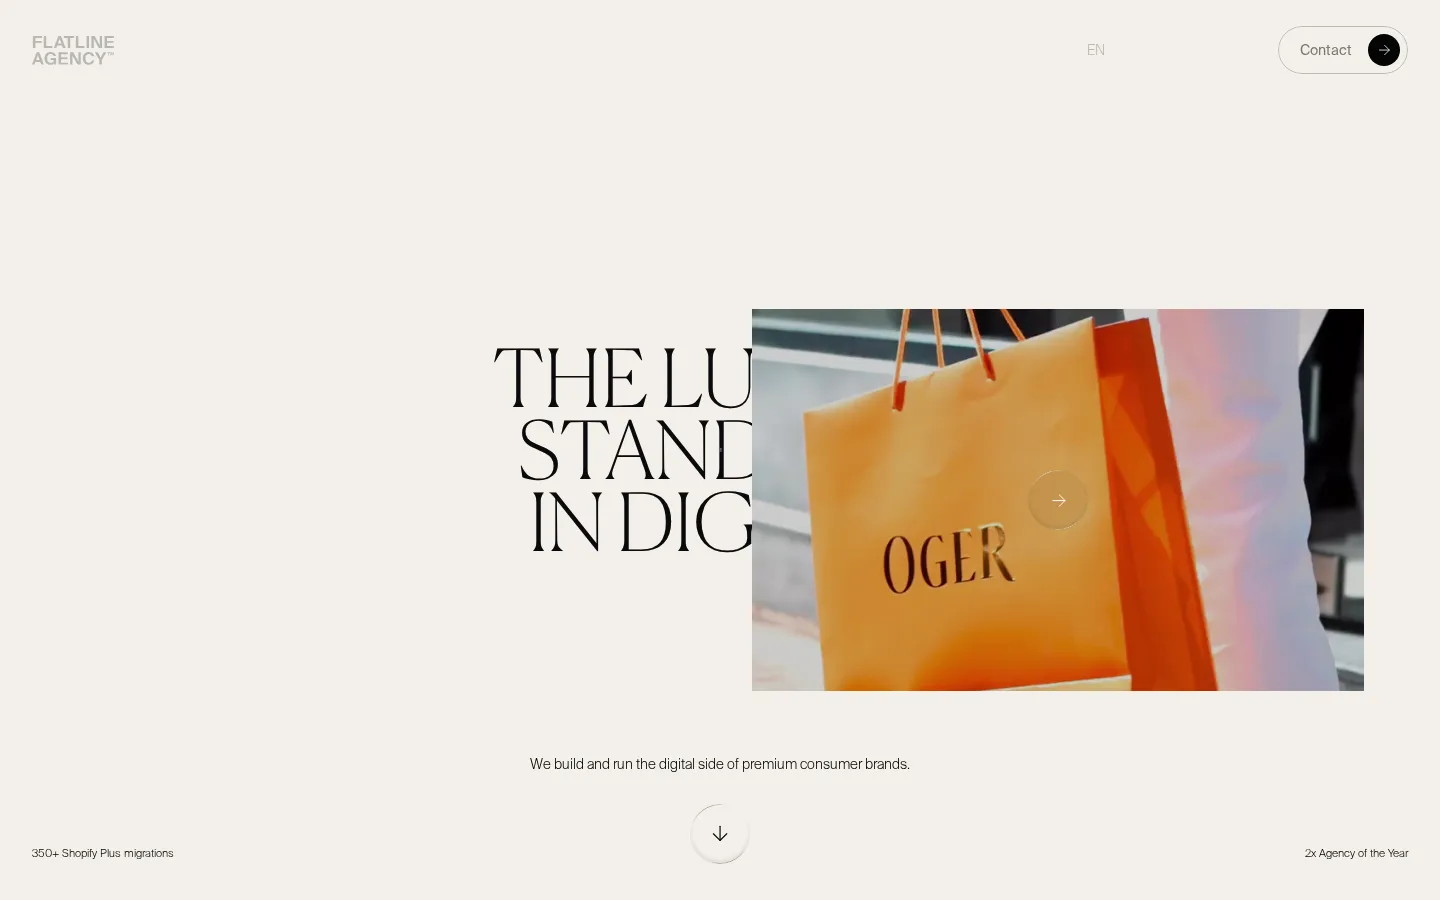 FLATLINE
AGENCY™
EN
Contact
THE LU
STAND
IN DIG
OGER
We build and run the digital side of premium consumer brands.
350+ Shopify Plus migrations
2x Agency of the Year